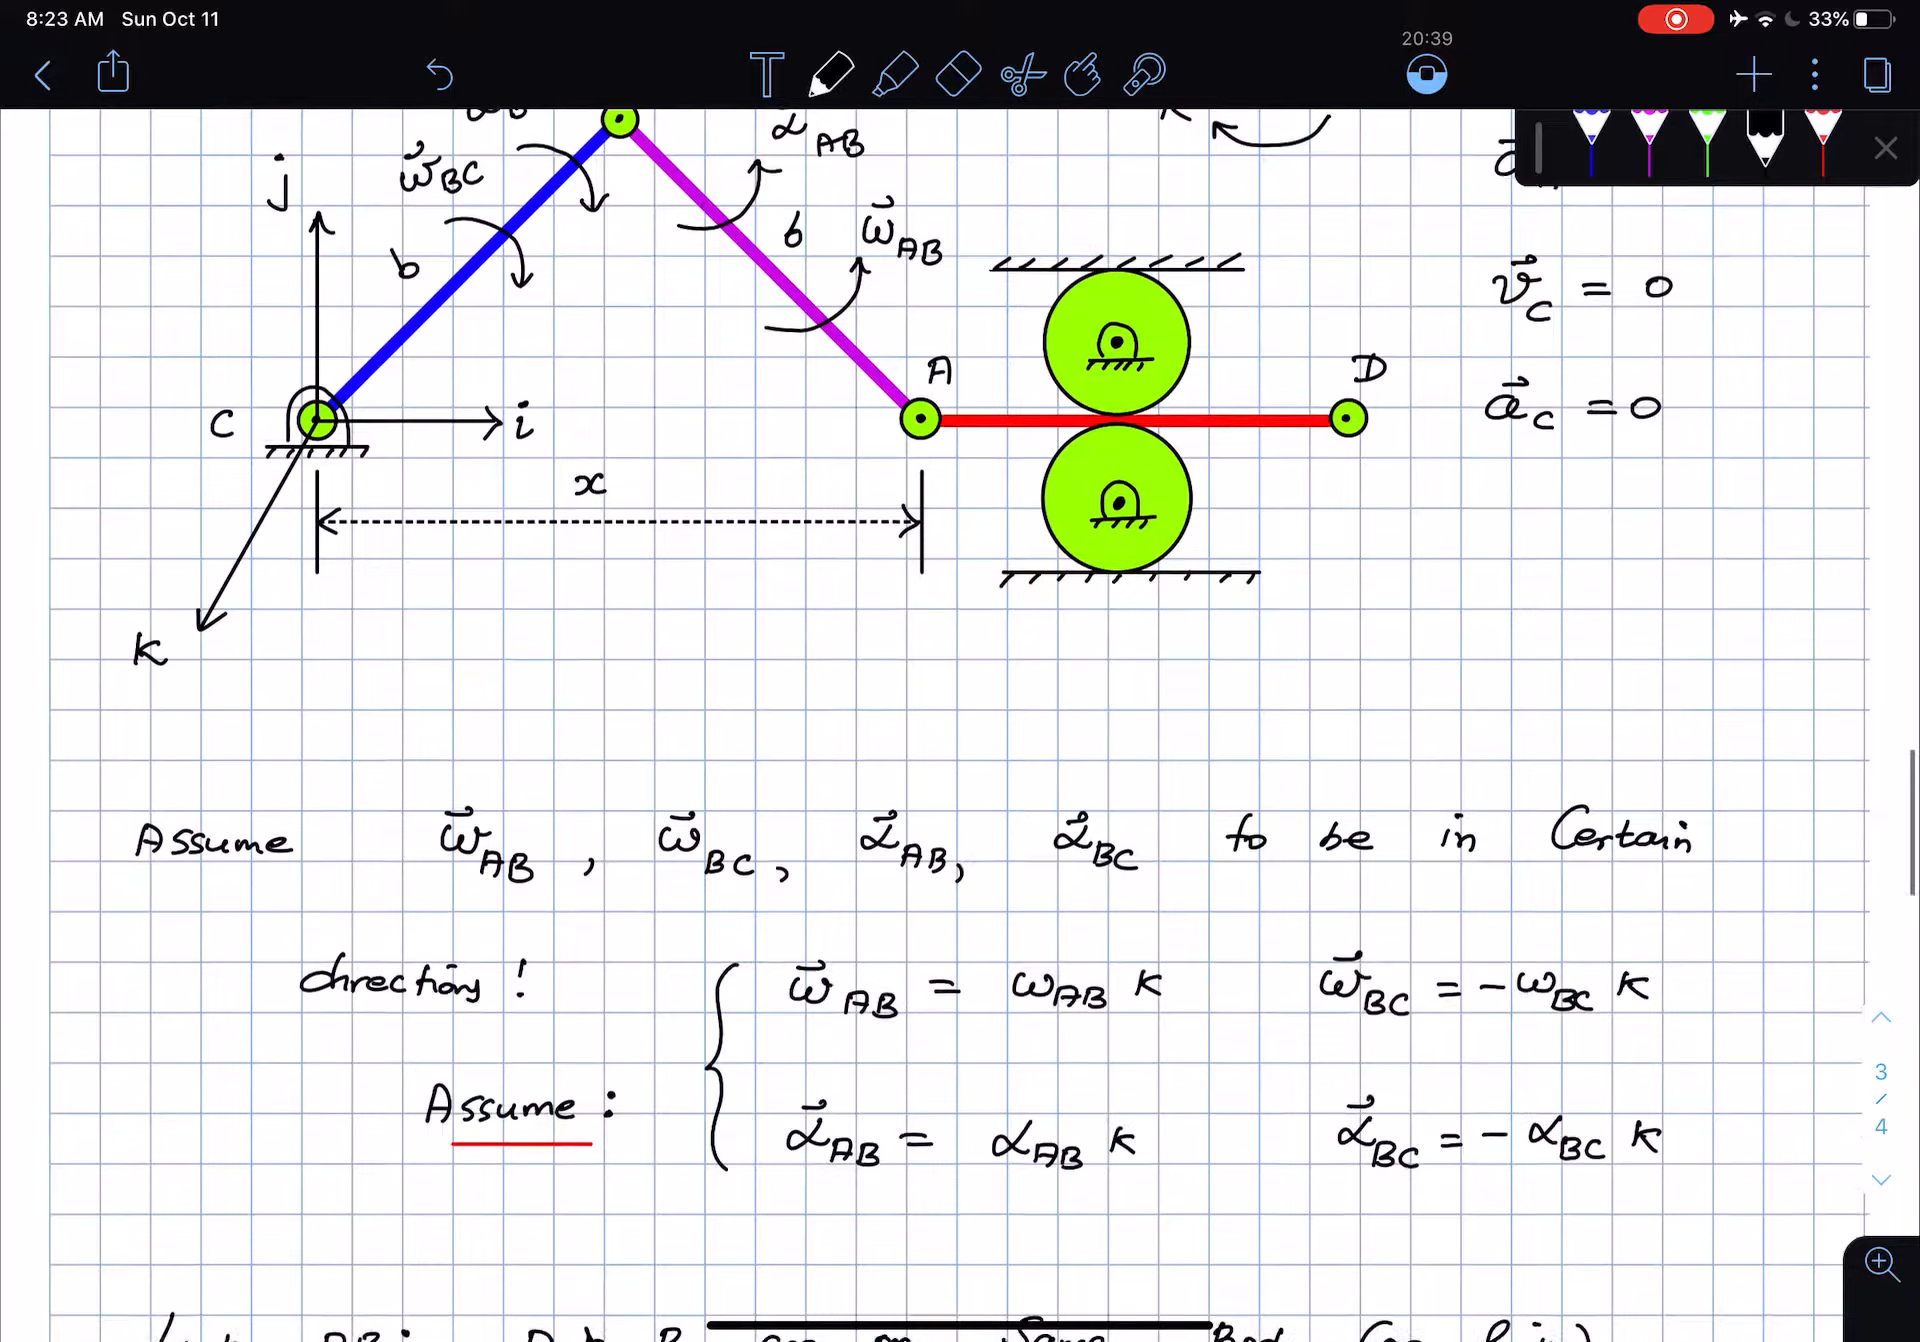 8:23 AM Sun Oct 11
33%
20:39
T
α⃗AB
j
ω⃗BC
b
b
ω⃗AB
v⃗C = 0
A
D
C
i
a⃗C = 0
x
k
Assume ω⃗AB , ω⃗BC, α⃗AB, α⃗BC to be in Certain
directions !
ω⃗AB = ωAB k
ω⃗BC = - ωBC k
Assume :
α⃗AB = αAB k
α⃗BC = - αBC k
3
/
4